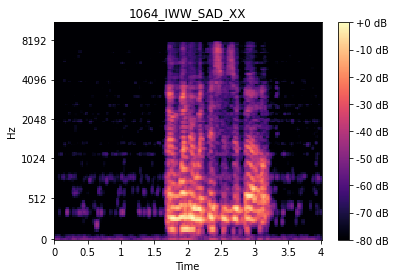 1064_IWW_SAD_XX
8192
4096
2048
1024
512
0
Hz
0 0.5 1 1.5 2 2.5 3 3.5 4
Time
+0 dB
-10 dB
-20 dB
-30 dB
-40 dB
-50 dB
-60 dB
-70 dB
-80 dB